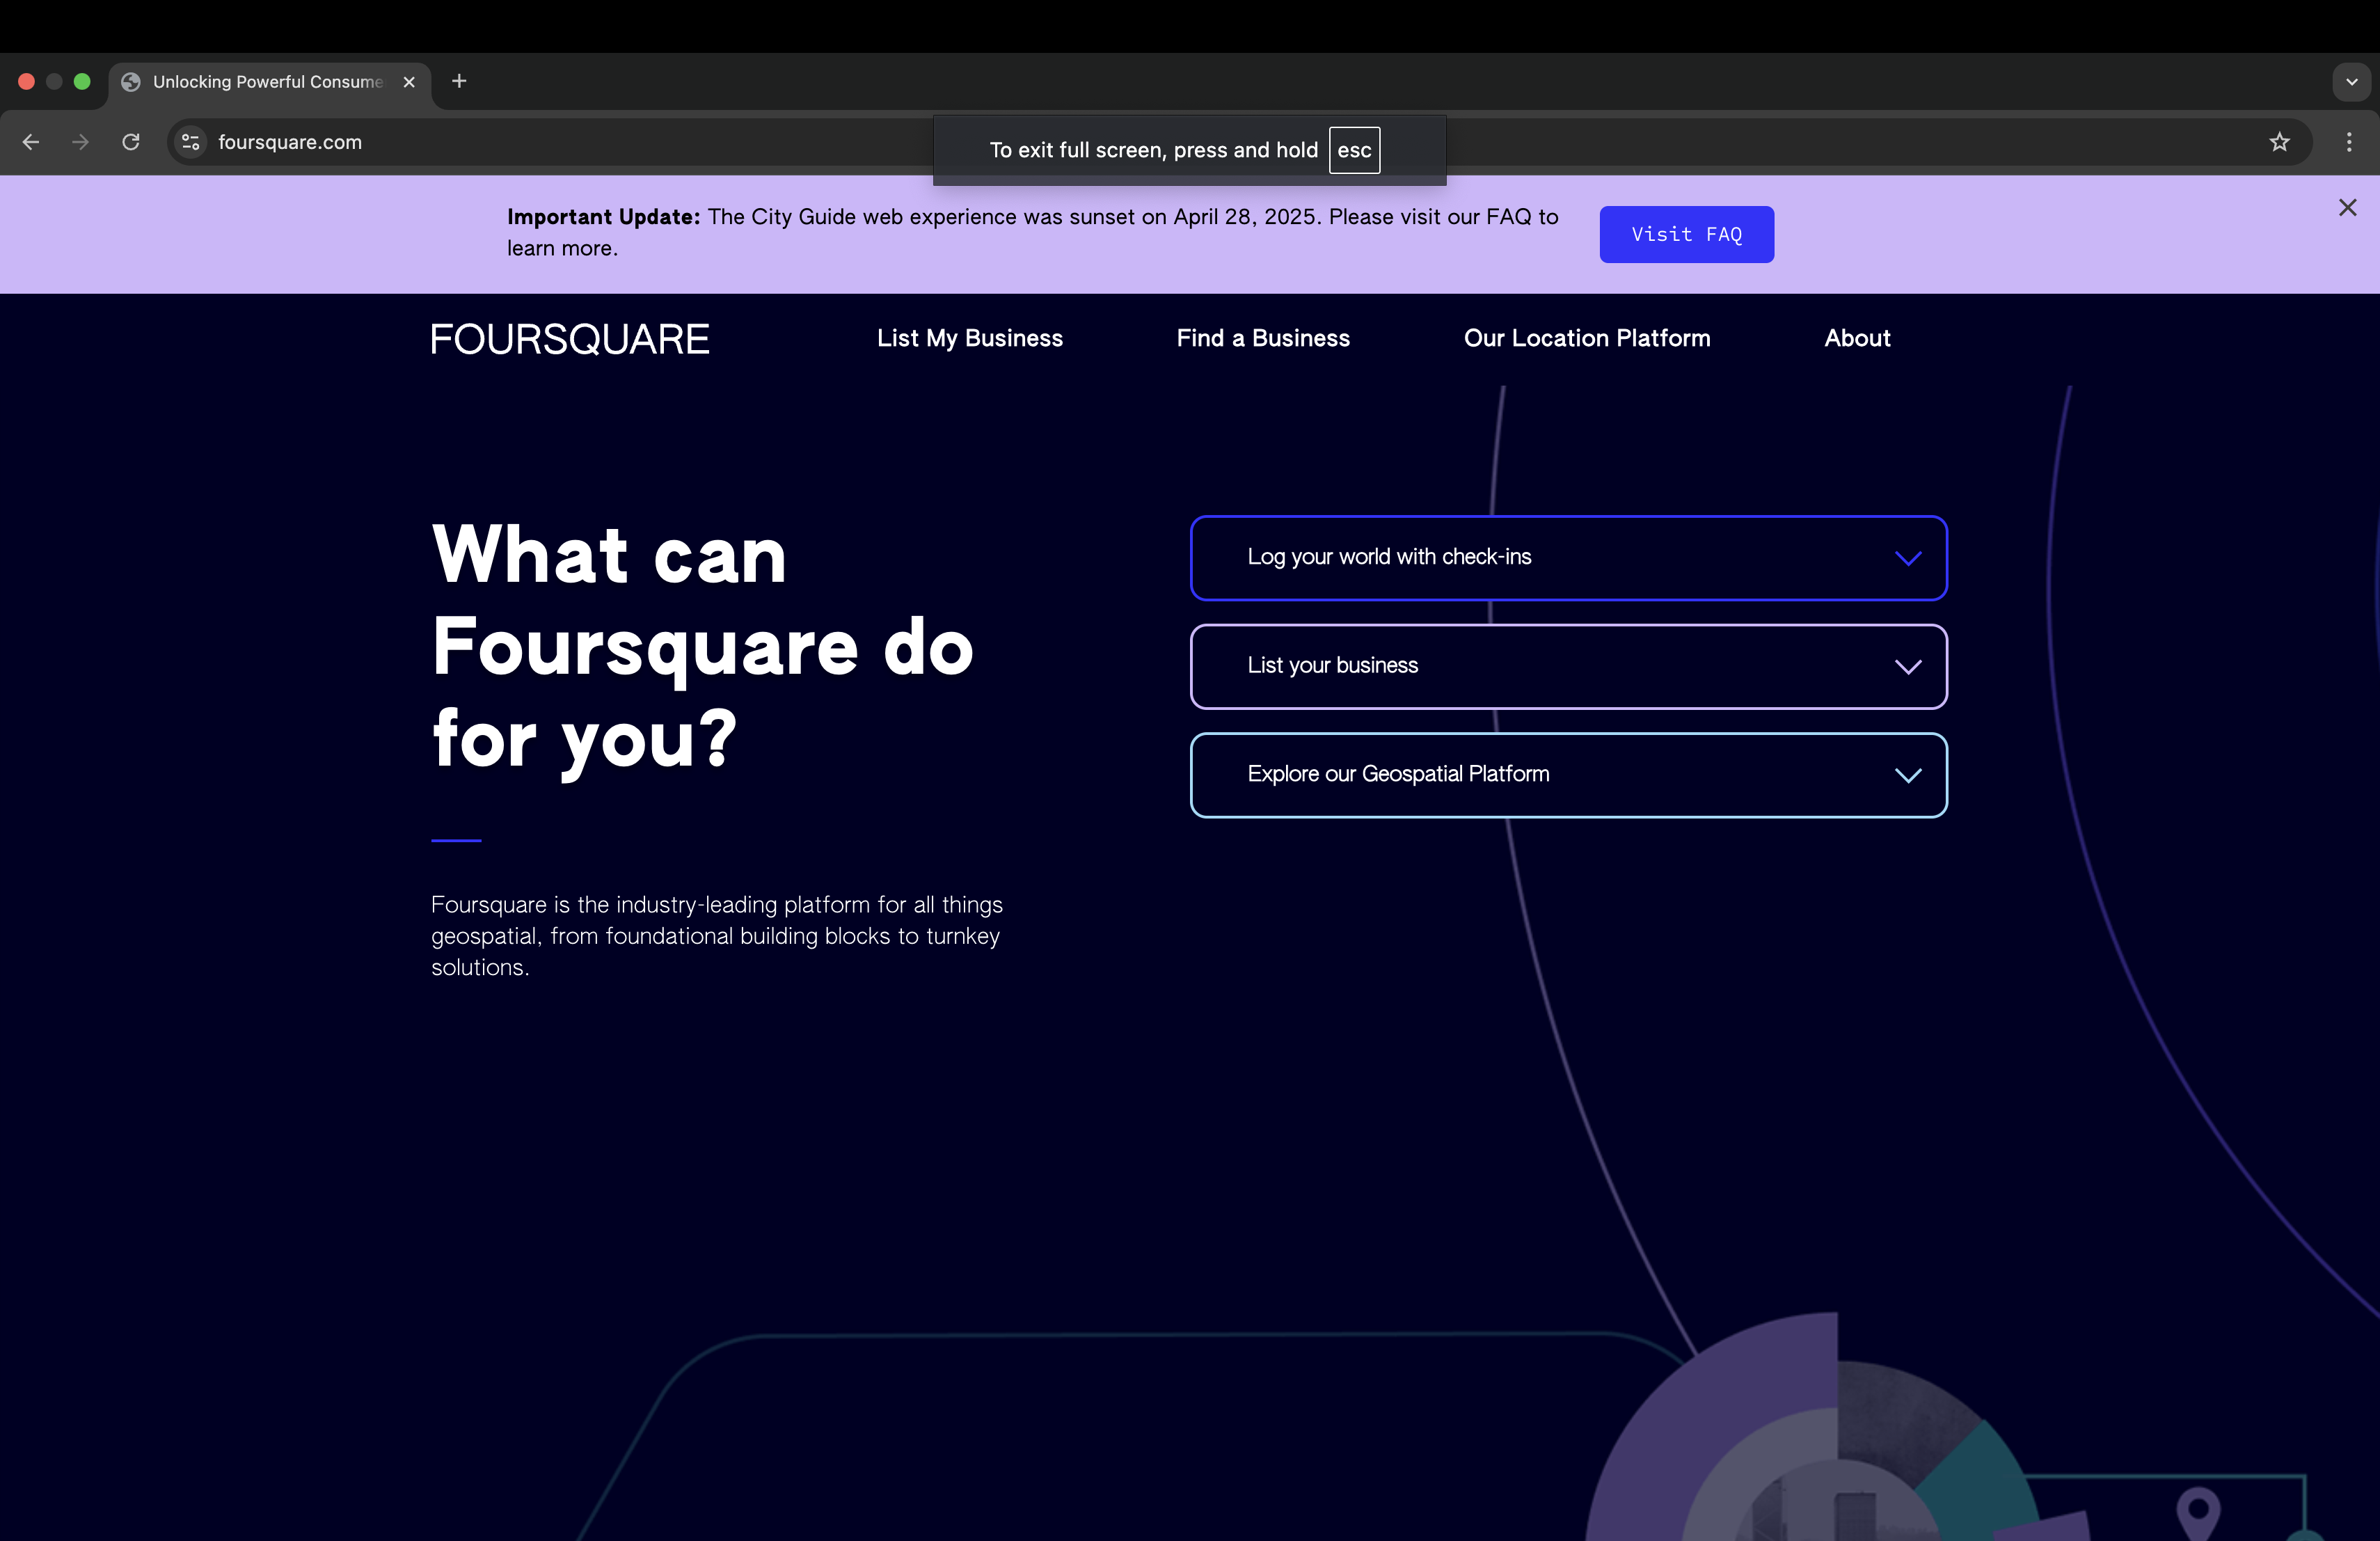 Unlocking Powerful Consume
foursquare.com
To exit full screen, press and hold esc
Important Update: The City Guide web experience was sunset on April 28, 2025. Please visit our FAQ to
learn more.
Visit FAQ
FOURSQUARE
List My Business
Find a Business
Our Location Platform
About
What can
Foursquare do
for you?
Foursquare is the industry-leading platform for all things
geospatial, from foundational building blocks to turnkey
solutions.
Log your world with check-ins
List your business
Explore our Geospatial Platform